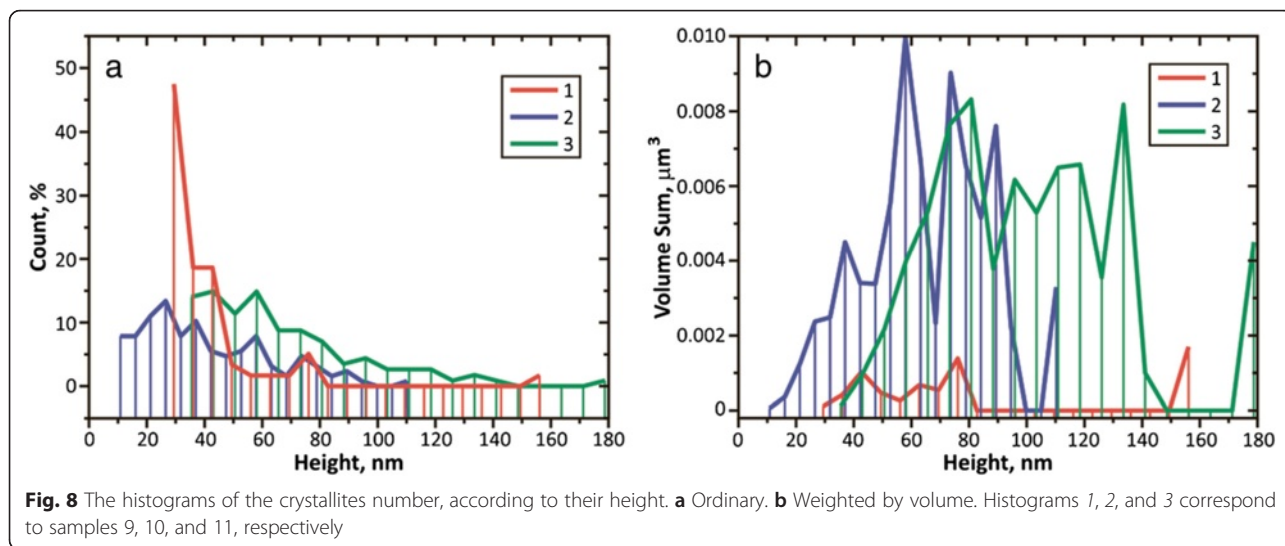 a
50
40
30
20
10
0
Count, %
0 20 40 60 80 100 120 140 160 180
Height, nm
1
2
3
b
0.010
0.008
0.006
0.004
0.002
0
Volume Sum, μm³
0 20 40 60 80 100 120 140 160 180
Height, nm
1
2
3
Fig. 8 The histograms of the crystallites number, according to their height. a Ordinary. b Weighted by volume. Histograms 1, 2, and 3 correspond
to samples 9, 10, and 11, respectively